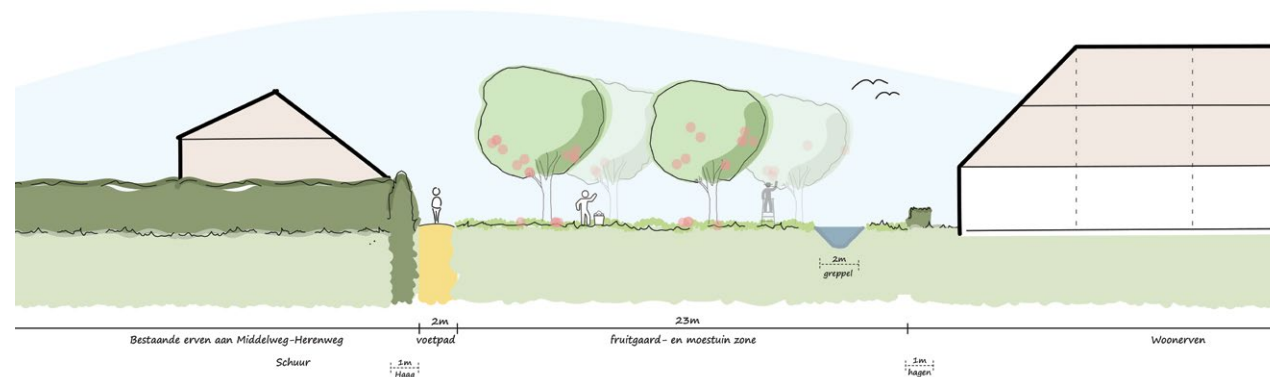 2m
greppel
2m
23m
Bestaande erven aan Middelweg-Herenweg
voetpad
fruitgaard- en moestuin zone
Woonerven
Schuur
1m
Haag
1m
hagen